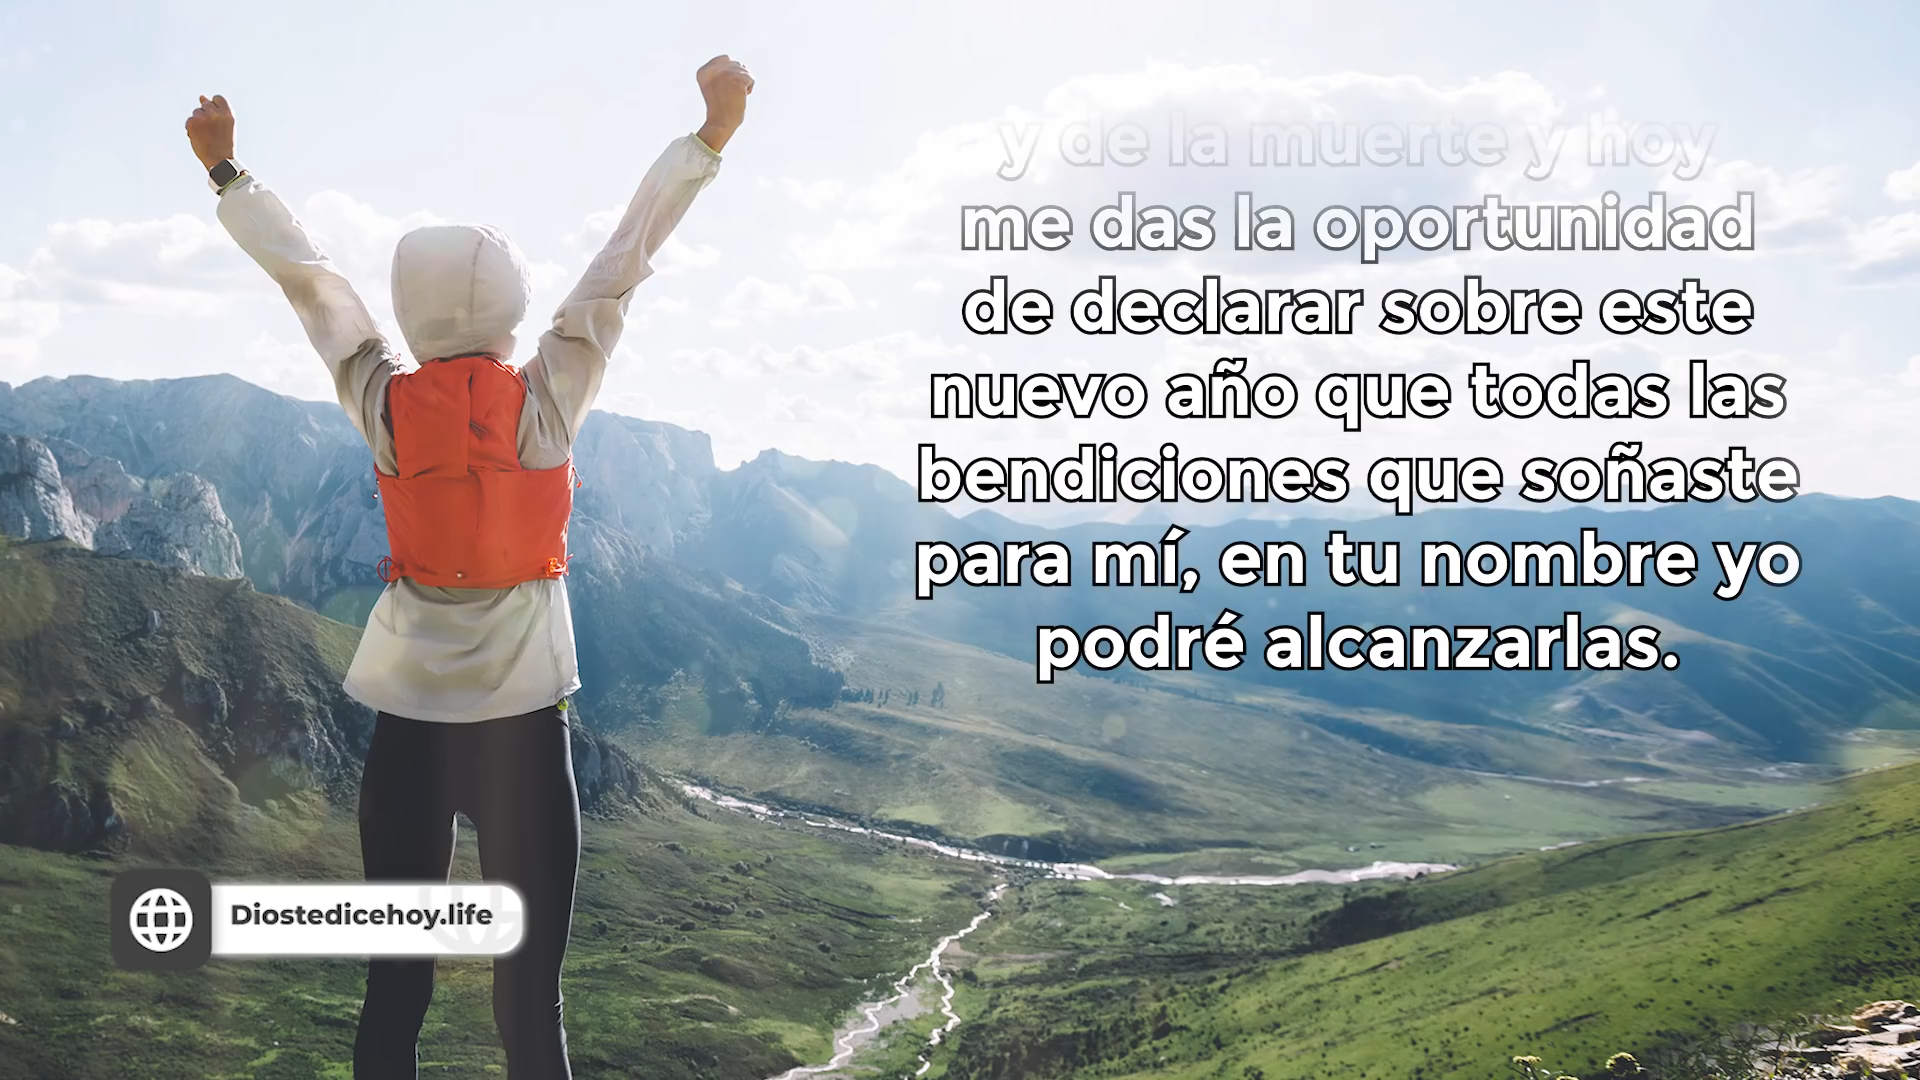 y de la muerte y hoy
me das la oportunidad
de declarar sobre este
nuevo año que todas las
bendiciones que soñaste
para mí, en tu nombre yo
podré alcanzarlas.
Diostedicehoy.life